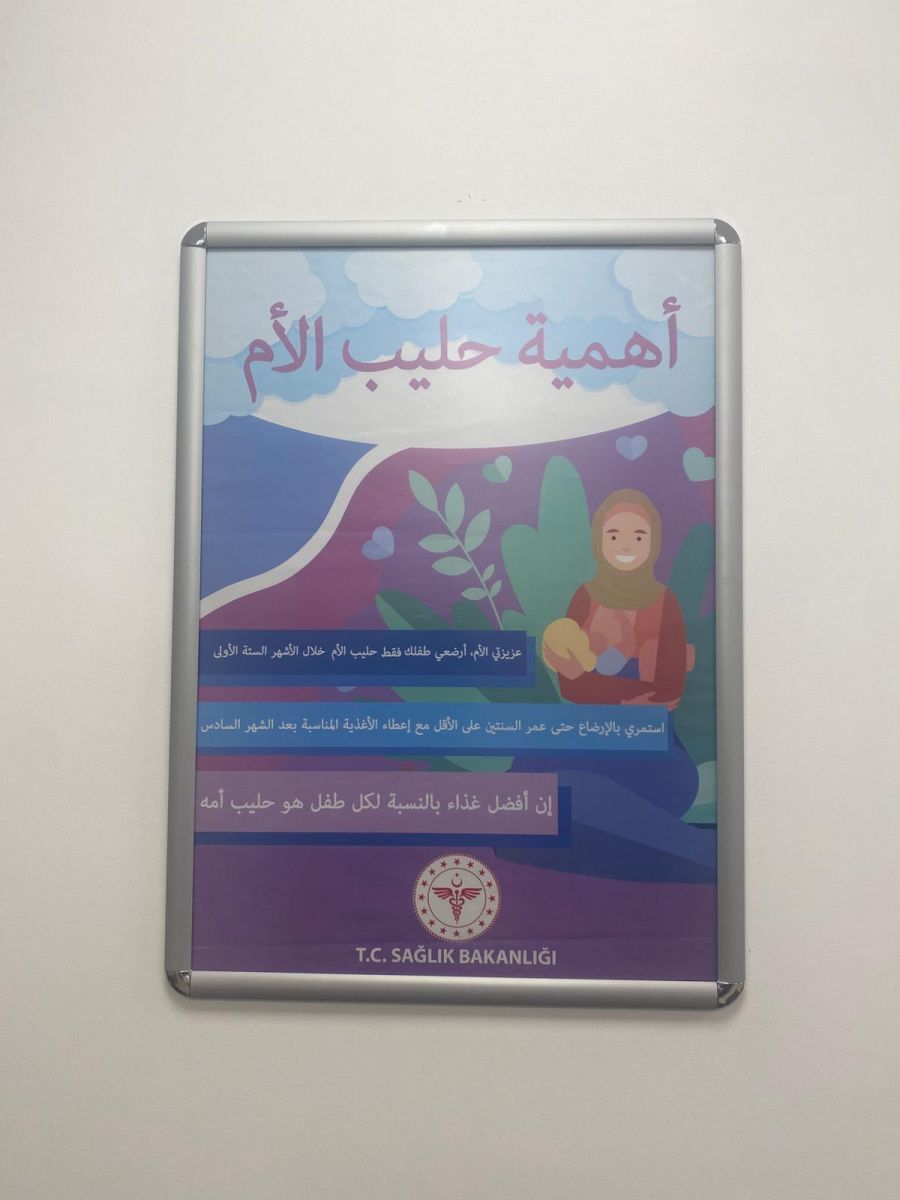 أهمية حليب الأم
عزيزتي الأم، أرضعي طفلك فقط حليب الأم خلال الأشهر الستة الأولى
استمري بالإرضاع حتى عمر السنتين على الأقل مع إعطاء الأغذية المناسبة بعد الشهر السادس
إن أفضل غذاء بالنسبة لكل طفل هو حليب أمه
T.C. SAĞLIK BAKANLIĞI